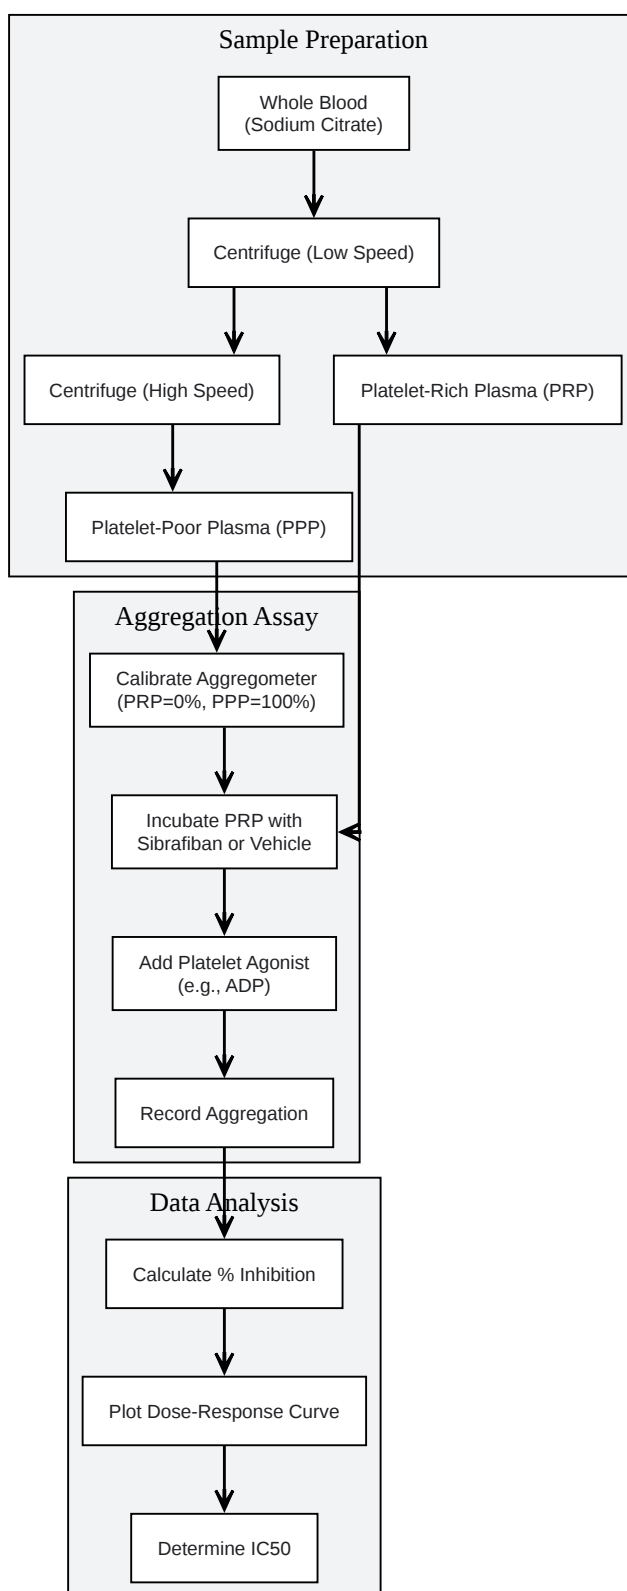 Sample Preparation
Whole Blood
(Sodium Citrate)
Centrifuge (Low Speed)
Centrifuge (High Speed)
Platelet-Rich Plasma (PRP)
Platelet-Poor Plasma (PPP)
Aggregation Assay
Calibrate Aggregometer
(PRP=0%, PPP=100%)
Incubate PRP with
Sibrafiban or Vehicle
Add Platelet Agonist
(e.g., ADP)
Record Aggregation
Data Analysis
Calculate % Inhibition
Plot Dose-Response Curve
Determine IC50